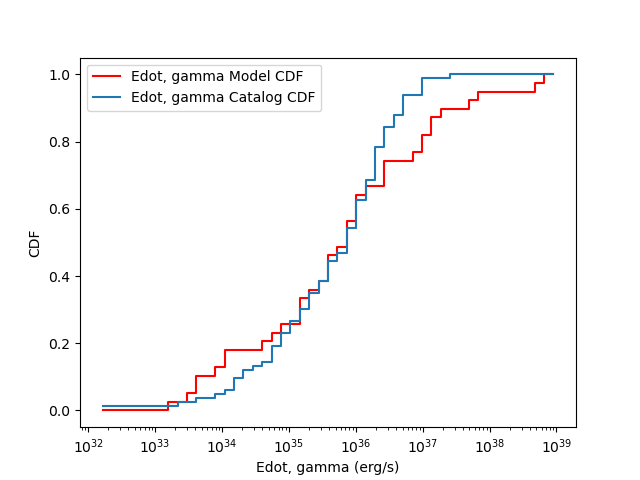 Edot, gamma Model CDF
Edot, gamma Catalog CDF
1.0
0.8
0.6
0.4
0.2
0.0
CDF
10^32 10^33 10^34 10^35 10^36 10^37 10^38 10^39
Edot, gamma (erg/s)